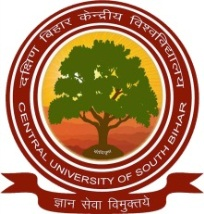 दक्षिण बिहार केन्द्रीय विश्वविद्यालय
CENTRAL UNIVERSITY OF SOUTH BIHAR
ज्ञान सेवा विमुक्तये